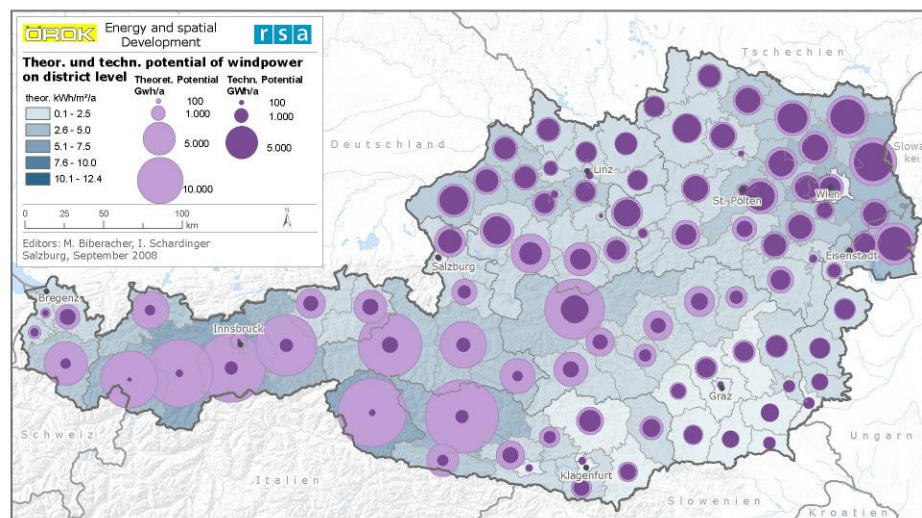 ÖROK
Energy and spatial
Development
rsa
Theor. und techn. potential of windpower
on district level
theor. kWh/m²/a
0.1 - 2.5
2.6 - 5.0
5.1 - 7.5
7.6 - 10.0
10.1 - 12.4
Theoret. Potential
Gwh/a
100
1.000
5.000
10.000
Techn. Potential
GWh/a
100
1.000
5.000
0 25 50 100
km
N
Editors: M. Biberacher, I. Schardinger
Salzburg, September 2008
Tschechien
Deutschland
Slowa
kei
Linz
Wien
St. Pölten
Eisenstadt
Salzburg
Bregenz
Innsbruck
Graz
Schweiz
Ungarn
Klagenfurt
Italien
Slowenien
Kroatien